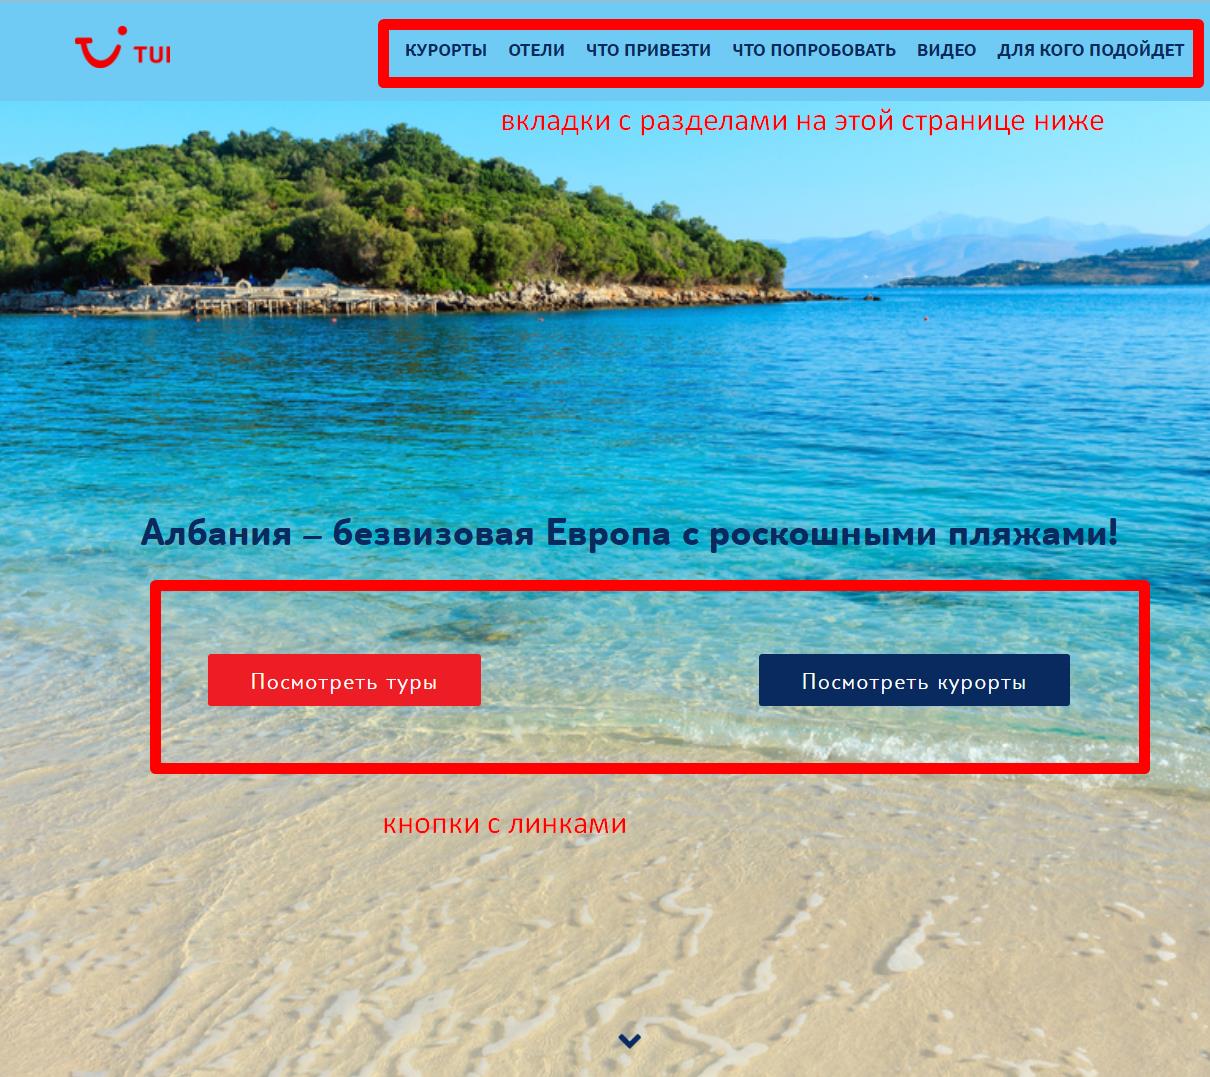 TUI
КУРОРТЫ ОТЕЛИ ЧТО ПРИВЕЗТИ ЧТО ПОПРОБОВАТЬ ВИДЕО ДЛЯ КОГО ПОДОЙДЕТ
вкладки с разделами на этой странице ниже
Албания – безвизовая Европа с роскошными пляжами!
Посмотреть туры
Посмотреть курорты
кнопки с линками